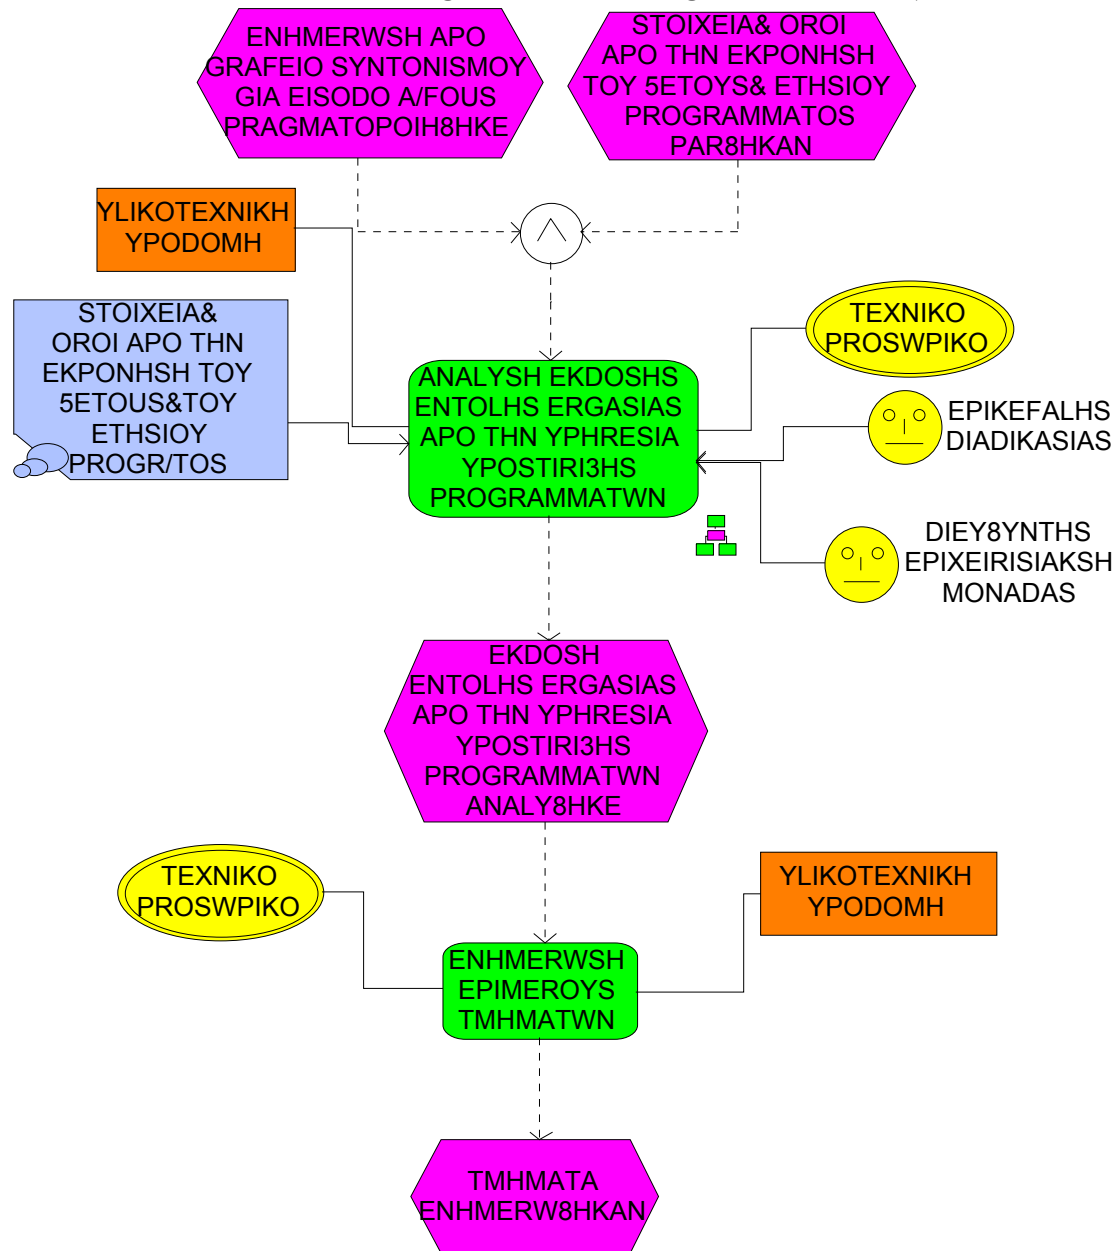 ENHMERWSH APO
GRAFEIO SYNTONISMOY
GIA EISODO A/FOUS
PRAGMATOPOIH8HKE
STOIXEIA& OROI
APO THN EKPONHSH
TOY 5ETOYS& ETHSIOY
PROGRAMMATOS
PAR8HKAN
YLIKOTEXNIKH
YPODOMH
STOIXEIA&
OROI APO THN
EKPONHSH TOY
5ETOUS&TOY
ETHSIOY
PROGR/TOS
ANALYSH EKDOSHS
ENTOLHS ERGASIAS
APO THN YPHRESIA
YPOSTIRI3HS
PROGRAMMATWN
TEXNIKO
PROSWPIKO
EPIKEFALHS
DIADIKASIAS
DIEY8YNTHS
EPIXEIRISIAKSH
MONADAS
EKDOSH
ENTOLHS ERGASIAS
APO THN YPHRESIA
YPOSTIRI3HS
PROGRAMMATWN
ANALY8HKE
TEXNIKO
PROSWPIKO
YLIKOTEXNIKH
YPODOMH
ENHMERWSH
EPIMEROYS
TMHMATWN
TMHMATA
ENHMERW8HKAN